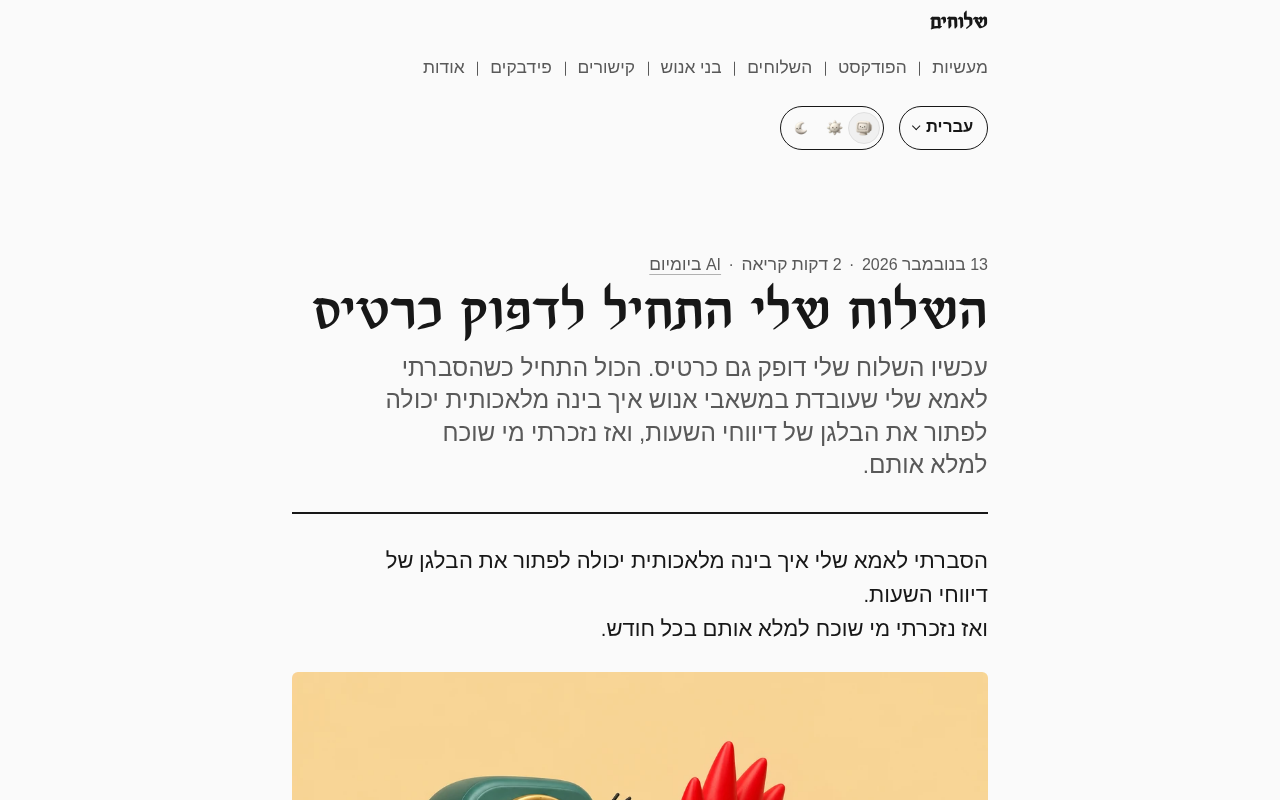 שלוחים
מעשיות | הפודקסט | השלוחים | בני אנוש | קישורים | פידבקים | אודות
עברית
13 בנובמבר 2026 · 2 דקות קריאה · AI ביומיום
השלוח שלי התחיל לדפוק כרטיס
עכשיו השלוח שלי דופק גם כרטיס. הכול התחיל כשהסברתי
לאמא שלי שעובדת במשאבי אנוש איך בינה מלאכותית יכולה
לפתור את הבלגן של דיווחי השעות, ואז נזכרתי מי שוכח
למלא אותם.
הסברתי לאמא שלי איך בינה מלאכותית יכולה לפתור את הבלגן של
דיווחי השעות.
ואז נזכרתי מי שוכח למלא אותם בכל חודש.